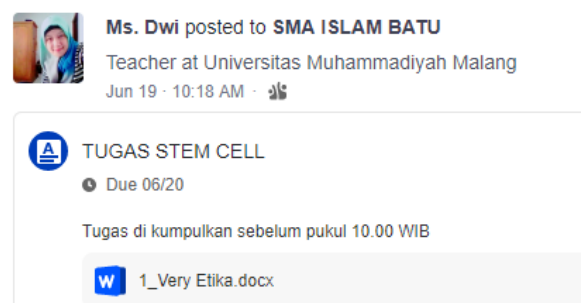 Ms. Dwi posted to SMA ISLAM BATU
Teacher at Universitas Muhammadiyah Malang
Jun 19 · 10:18 AM ·
TUGAS STEM CELL
Due 06/20
Tugas di kumpulkan sebelum pukul 10.00 WIB
1_Very Etika.docx